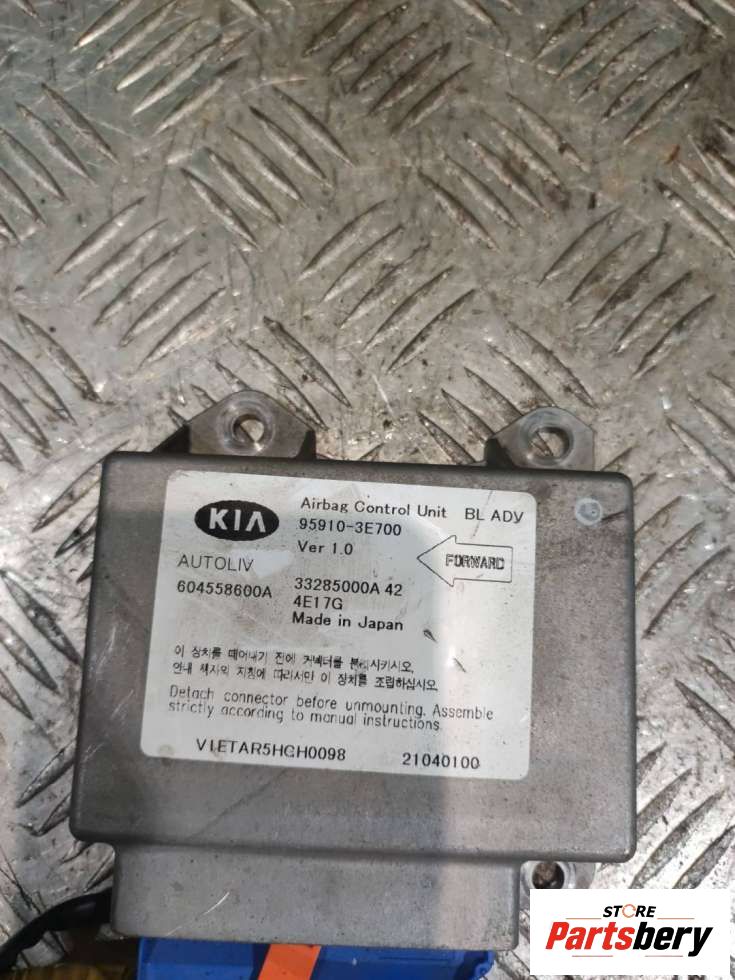 KIA
Airbag Control Unit BL ADV
95910-3E700
Ver 1.0
FORWARD
AUTOLIV
604558600A
33285000A 42
4E17G
Made in Japan
이 장치를 떼어내기 전에 커넥터를 분리시키시오.
안내 책자의 지침에 따라서만 이 장치를 조립하십시오.
Detach connector before unmounting. Assemble
strictly according to manual instructions.
VIETAR5HGH0098 21040100
STORE
Partsbery